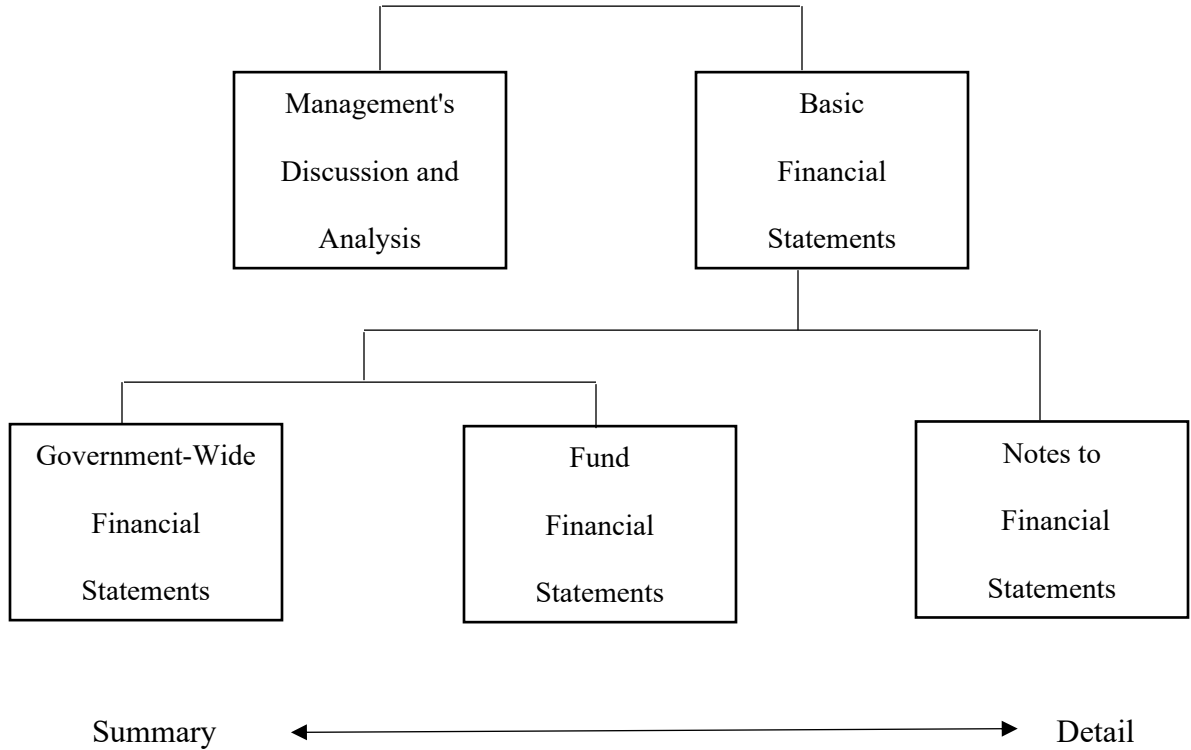 Management's
Discussion and
Analysis
Basic
Financial
Statements
Government-Wide
Financial
Statements
Fund
Financial
Statements
Notes to
Financial
Statements
Summary
Detail